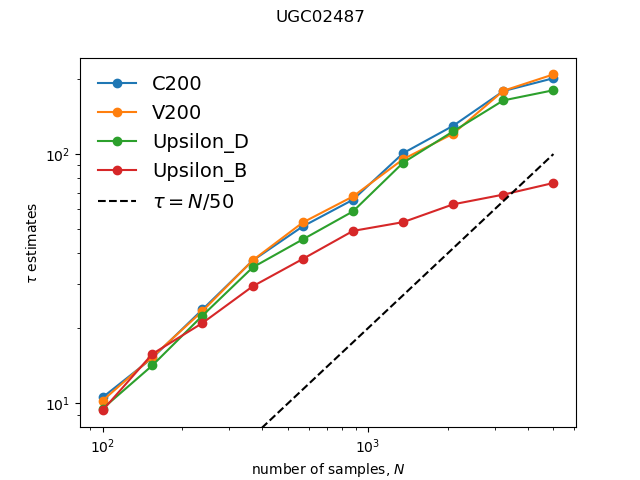 UGC02487
C200
V200
Upsilon_D
Upsilon_B
τ = N/50
10²
10¹
τ estimates
10²
10³
number of samples, N